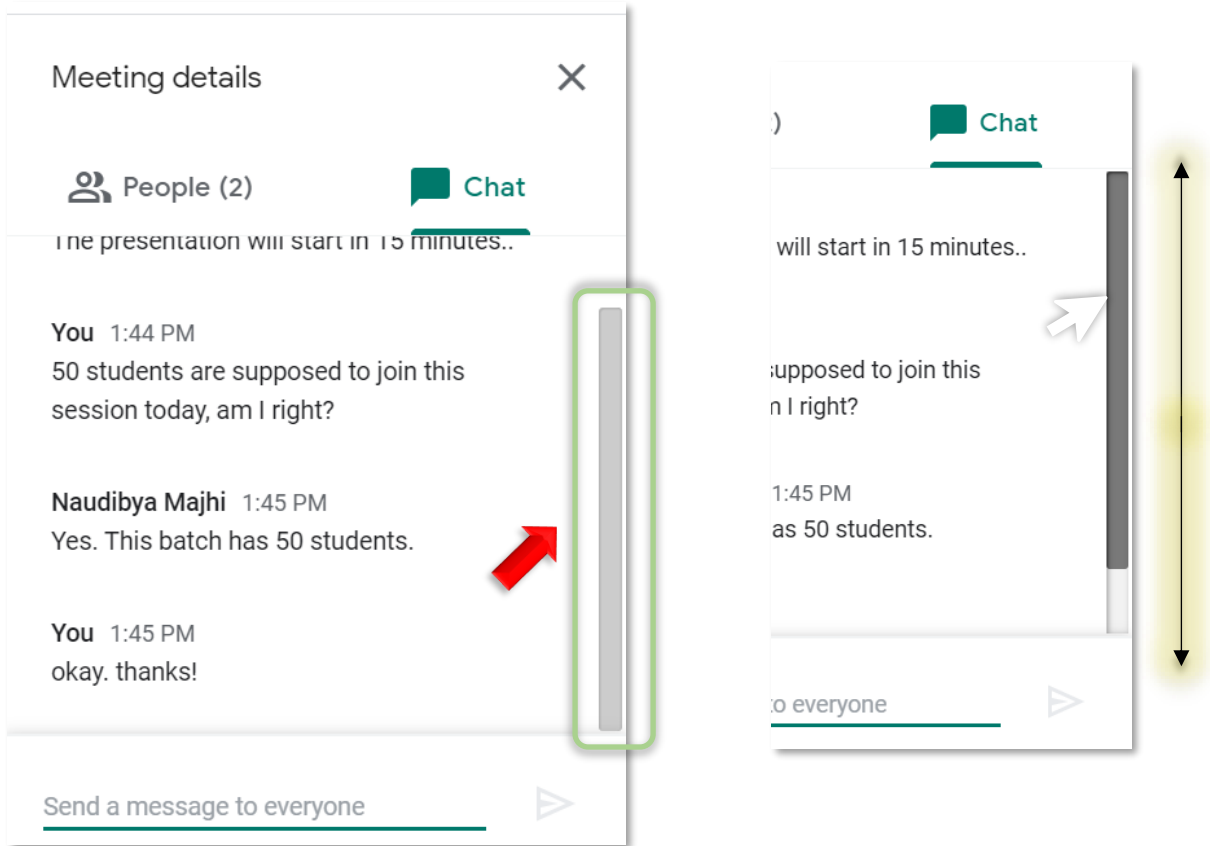 Meeting details
People (2)
Chat
The presentation will start in 15 minutes..
You 1:44 PM
50 students are supposed to join this
session today, am I right?
Naudibya Majhi 1:45 PM
Yes. This batch has 50 students.
You 1:45 PM
okay. thanks!
Send a message to everyone
)
Chat
will start in 15 minutes..
supposed to join this
m I right?
1:45 PM
as 50 students.
to everyone